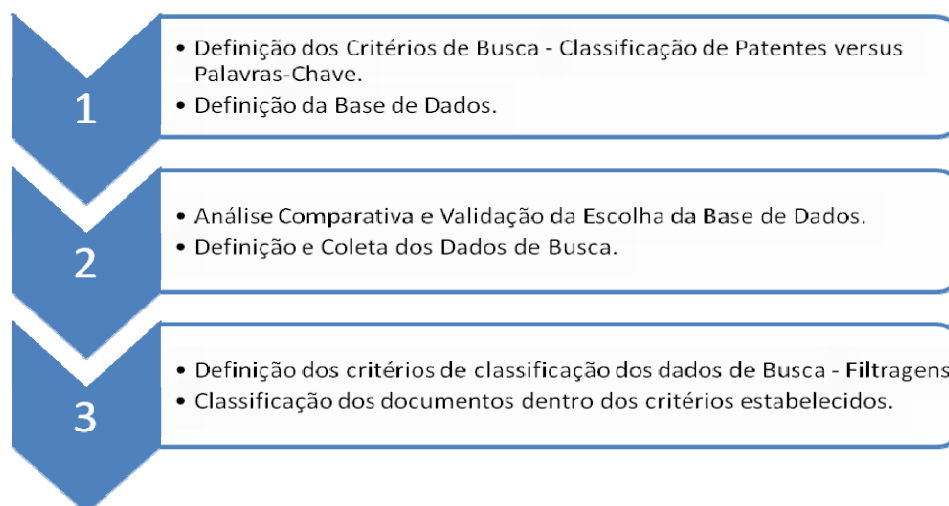 1
• Definição dos Critérios de Busca - Classificação de Patentes versus
Palavras-Chave.
• Definição da Base de Dados.
2
• Análise Comparativa e Validação da Escolha da Base de Dados.
• Definição e Coleta dos Dados de Busca.
3
• Definição dos critérios de classificação dos dados de Busca - Filtragens
• Classificação dos documentos dentro dos critérios estabelecidos.